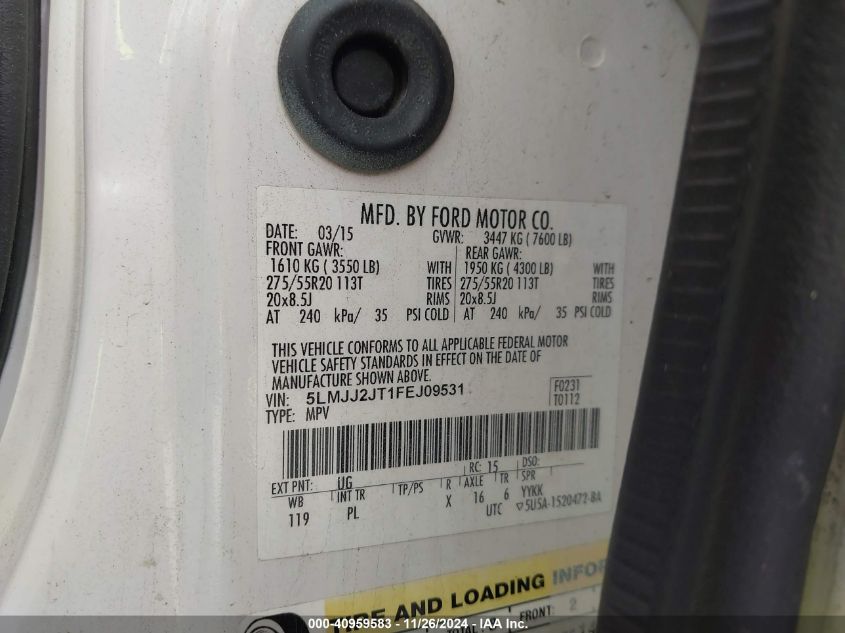 MFD. BY FORD MOTOR CO.
DATE: 03/15 GVWR: 3447 KG ( 7600 LB)
FRONT GAWR: REAR GAWR:
1610 KG ( 3550 LB) WITH 1950 KG ( 4300 LB) WITH
275/55R20 113T TIRES 275/55R20 113T TIRES
20x8.5J RIMS 20x8.5J RIMS
AT 240 kPa/ 35 PSI COLD AT 240 kPa/ 35 PSI COLD
THIS VEHICLE CONFORMS TO ALL APPLICABLE FEDERAL MOTOR
VEHICLE SAFETY STANDARDS IN EFFECT ON THE DATE OF
MANUFACTURE SHOWN ABOVE.
VIN: 5LMJJ2JT1FEJ09531 F0231
TYPE: MPV T0112
EXT PNT: UG RC: 15 DSO:
WB INT TR TP/PS R AXLE TR SPR
119 PL X 16 6 YYKK
UTC ▽5U5A-1520472-BA
TIRE AND LOADING INFOR
TOTAL FRONT: 2
000-40959583 - 11/26/2024 - IAA Inc.